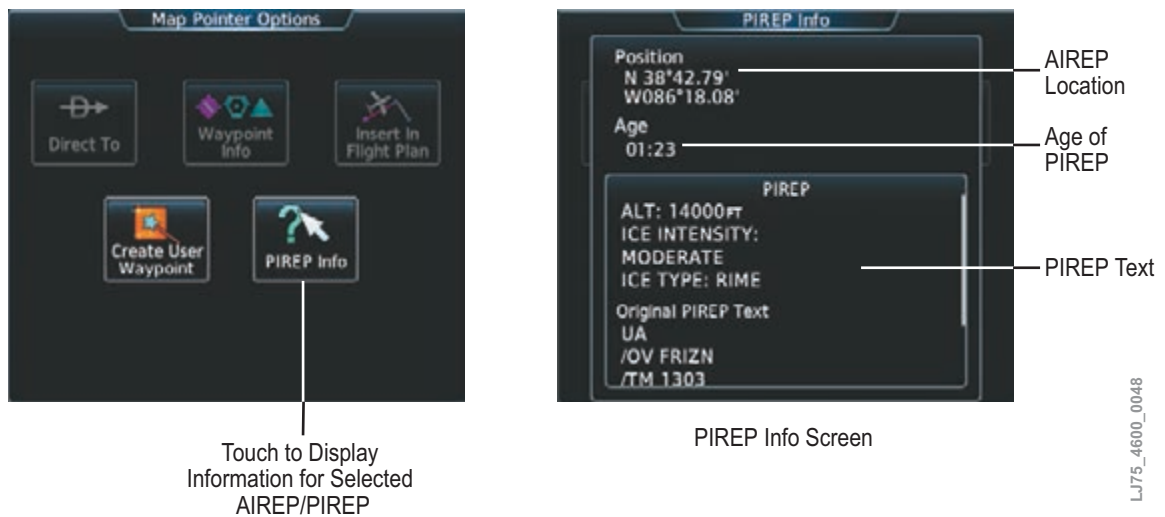 Map Pointer Options
Direct To
Waypoint
Info
Insert In
Flight Plan
Create User
Waypoint
PIREP Info
Touch to Display
Information for Selected
AIREP/PIREP
PIREP Info
Position
N 38°42.79'
W086°18.08'
Age
01:23
PIREP
ALT: 14000FT
ICE INTENSITY:
MODERATE
ICE TYPE: RIME
Original PIREP Text
UA
/OV FRIZN
/TM 1303
AIREP
Location
Age of
PIREP
PIREP Text
PIREP Info Screen
LJ75_4600_0048